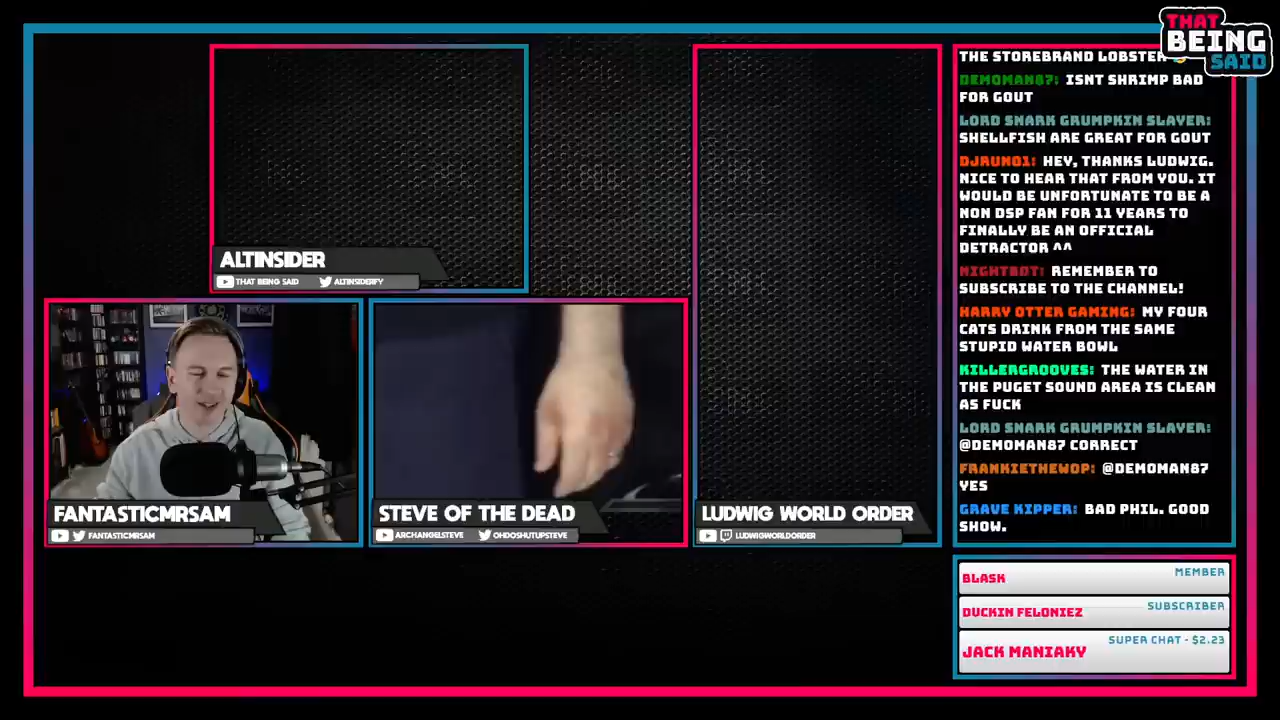 THAT
BEING
SAID
ALTINSIDER
THAT BEING SAID
ALTINSIDERFY
FANTASTICMRSAM
FANTASTICMRSAM
STEVE OF THE DEAD
ARCHANGELSTEVE
OHDOSHUTUPSTEVE
LUDWIG WORLD ORDER
LUDWIGWORLDORDER
THE STOREBRAND LOBSTER
DEMOMAN87: ISNT SHRIMP BAD
FOR GOUT
LORD SNARK GRUMPKIN SLAYER:
SHELLFISH ARE GREAT FOR GOUT
DJRUNO1: HEY, THANKS LUDWIG.
NICE TO HEAR THAT FROM YOU. IT
WOULD BE UNFORTUNATE TO BE A
NON DSP FAN FOR 11 YEARS TO
FINALLY BE AN OFFICIAL
DETRACTOR ^^
NIGHTBOT: REMEMBER TO
SUBSCRIBE TO THE CHANNEL!
HARRY OTTER GAMING: MY FOUR
CATS DRINK FROM THE SAME
STUPID WATER BOWL
KILLERGROOVES: THE WATER IN
THE PUGET SOUND AREA IS CLEAN
AS FUCK
LORD SNARK GRUMPKIN SLAYER:
@DEMOMAN87 CORRECT
FRANKIETHEWOP: @DEMOMAN87
YES
GRAVE KIPPER: BAD PHIL. GOOD
SHOW.
BLASK MEMBER
DUCKIN FELONIEZ SUBSCRIBER
JACK MANIAKY SUPER CHAT - $2.23